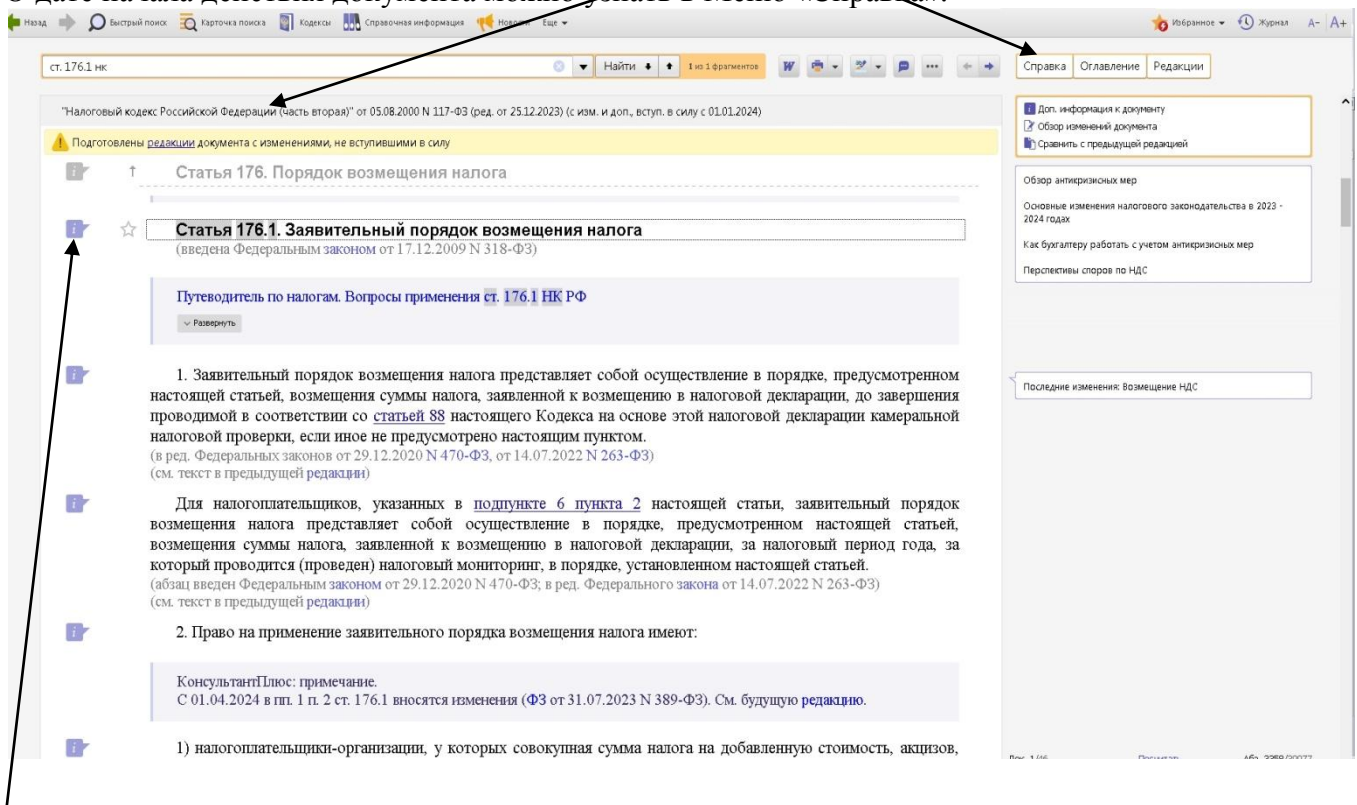 О дате начала действия документа можно узнать в Меню «Справка».
Назад Быстрый поиск Карточка поиска Кодексы Справочная информация Новости Еще Избранное Журнал A- A+
ст. 176.1 нк Найти 1 из 1 фрагментов W Справка Оглавление Редакции
"Налоговый кодекс Российской Федерации (часть вторая)" от 05.08.2000 N 117-ФЗ (ред. от 25.12.2023) (с изм. и доп., вступ. в силу с 01.01.2024)
Подготовлены редакции документа с изменениями, не вступившими в силу
Статья 176. Порядок возмещения налога
Статья 176.1. Заявительный порядок возмещения налога
(введена Федеральным законом от 17.12.2009 N 318-ФЗ)
Путеводитель по налогам. Вопросы применения ст. 176.1 НК РФ
Развернуть
1. Заявительный порядок возмещения налога представляет собой осуществление в порядке, предусмотренном
настоящей статьей, возмещения суммы налога, заявленной к возмещению в налоговой декларации, до завершения
проводимой в соответствии со статьей 88 настоящего Кодекса на основе этой налоговой декларации камеральной
налоговой проверки, если иное не предусмотрено настоящим пунктом.
(в ред. Федеральных законов от 29.12.2020 N 470-ФЗ, от 14.07.2022 N 263-ФЗ)
(см. текст в предыдущей редакции)
Для налогоплательщиков, указанных в подпункте 6 пункта 2 настоящей статьи, заявительный порядок
возмещения налога представляет собой осуществление в порядке, предусмотренном настоящей статьей,
возмещения суммы налога, заявленной к возмещению в налоговой декларации, за налоговый период года, за
который проводится (проведен) налоговый мониторинг, в порядке, установленном настоящей статьей.
(абзац введен Федеральным законом от 29.12.2020 N 470-ФЗ; в ред. Федерального закона от 14.07.2022 N 263-ФЗ)
(см. текст в предыдущей редакции)
2. Право на применение заявительного порядка возмещения налога имеют:
КонсультантПлюс: примечание.
С 01.04.2024 в пп. 1 п. 2 ст. 176.1 вносятся изменения (ФЗ от 31.07.2023 N 389-ФЗ). См. будущую редакцию.
1) налогоплательщики-организации, у которых совокупная сумма налога на добавленную стоимость, акцизов,
Доп. информация к документу
Обзор изменений документа
Сравнить с предыдущей редакцией
Обзор антикризисных мер
Основные изменения налогового законодательства в 2023 -
2024 годах
Как бухгалтеру работать с учетом антикризисных мер
Перспективы споров по НДС
Последние изменения: Возмещение НДС